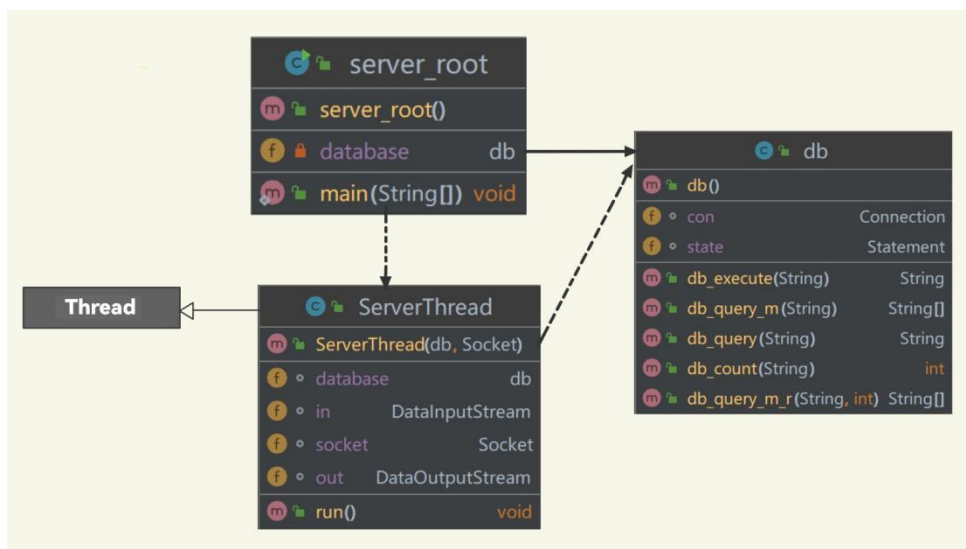 server_root
server_root()
database db
main(String[]) void
db
db()
con Connection
state Statement
db_execute(String) String
db_query_m(String) String[]
db_query(String) String
db_count(String) int
db_query_m_r(String, int) String[]
Thread
ServerThread
ServerThread(db, Socket)
database db
in DataInputStream
socket Socket
out DataOutputStream
run() void